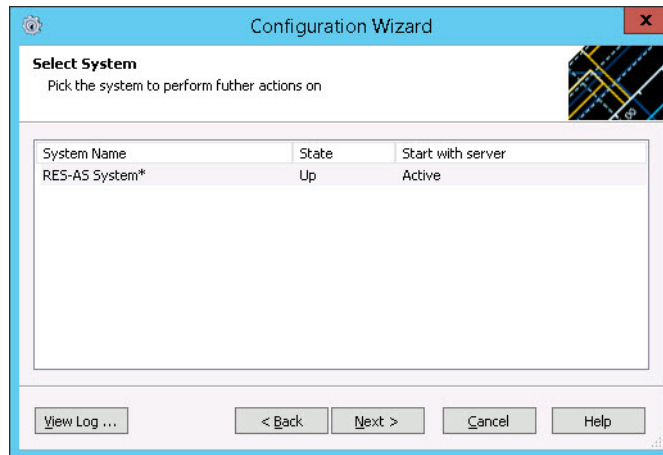 Configuration Wizard
x
Select System
Pick the system to perform futher actions on
System Name State Start with server
RES-AS System* Up Active
View Log ... < Back Next > Cancel Help